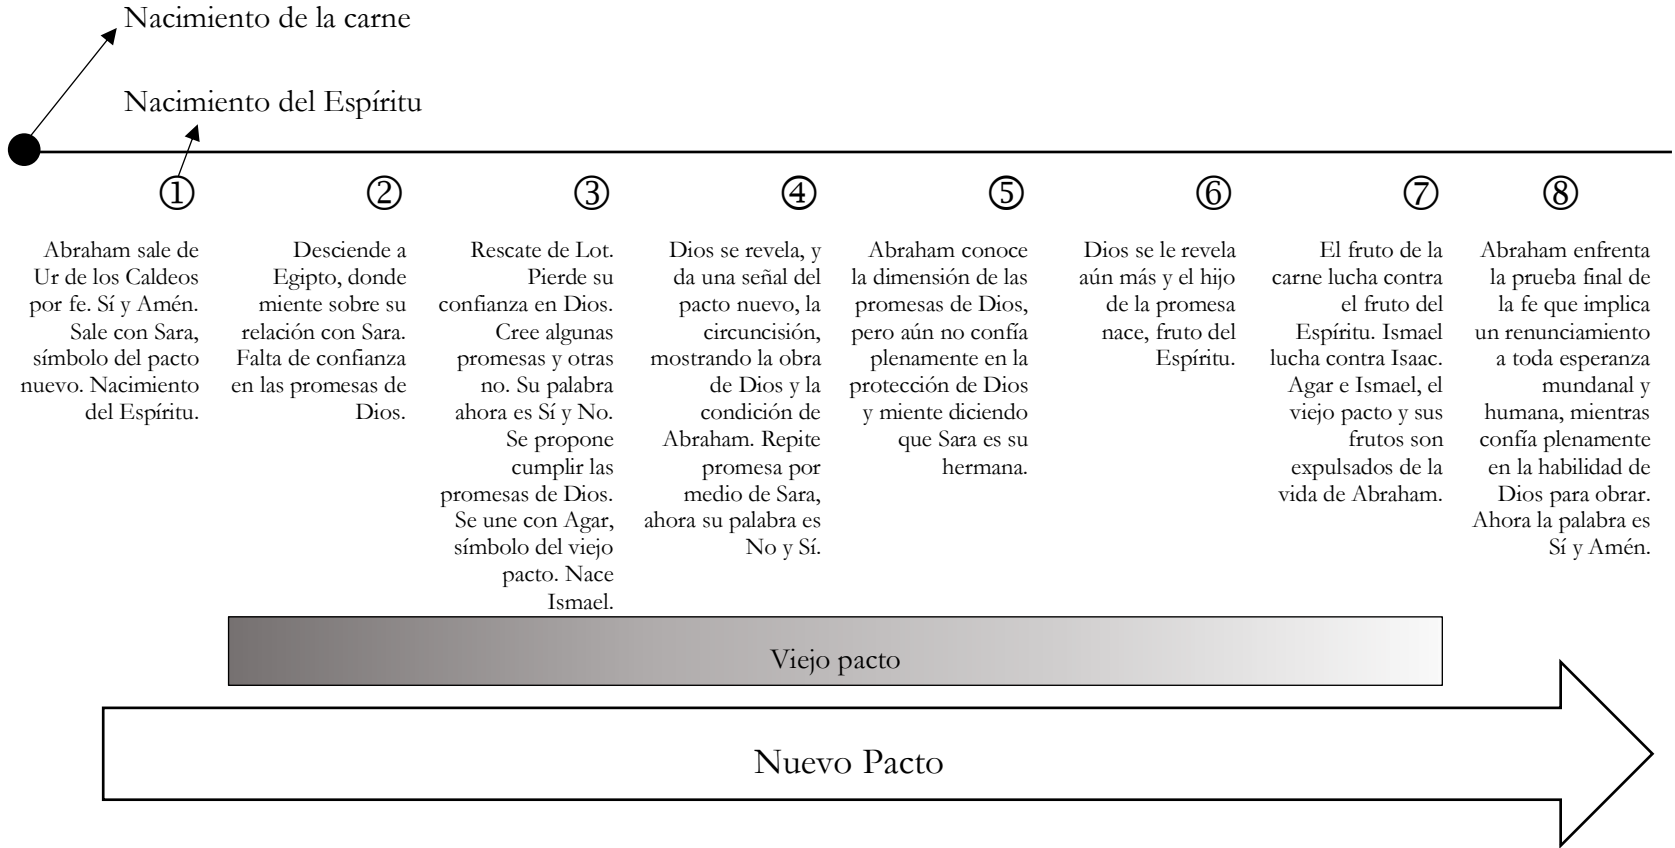 Nacimiento de la carne
Nacimiento del Espíritu
①
Abraham sale de
Ur de los Caldeos
por fe. Sí y Amén.
Sale con Sara,
símbolo del pacto
nuevo. Nacimiento
del Espíritu.
②
Desciende a
Egipto, donde
miente sobre su
relación con Sara.
Falta de confianza
en las promesas de
Dios.
③
Rescate de Lot.
Pierde su
confianza en Dios.
Cree algunas
promesas y otras
no. Su palabra
ahora es Sí y No.
Se propone
cumplir las
promesas de Dios.
Se une con Agar,
símbolo del viejo
pacto. Nace
Ismael.
④
Dios se revela, y
da una señal del
pacto nuevo, la
circuncisión,
mostrando la obra
de Dios y la
condición de
Abraham. Repite
promesa por
medio de Sara,
ahora su palabra es
No y Sí.
⑤
Abraham conoce
la dimensión de las
promesas de Dios,
pero aún no confía
plenamente en la
protección de Dios
y miente diciendo
que Sara es su
hermana.
⑥
Dios se le revela
aún más y el hijo
de la promesa
nace, fruto del
Espíritu.
⑦
El fruto de la
carne lucha contra
el fruto del
Espíritu. Ismael
lucha contra Isaac.
Agar e Ismael, el
viejo pacto y sus
frutos son
expulsados de la
vida de Abraham.
⑧
Abraham enfrenta
la prueba final de
la fe que implica
un renunciamiento
a toda esperanza
mundanal y
humana, mientras
confía plenamente
en la habilidad de
Dios para obrar.
Ahora la palabra es
Sí y Amén.
Viejo pacto
Nuevo Pacto